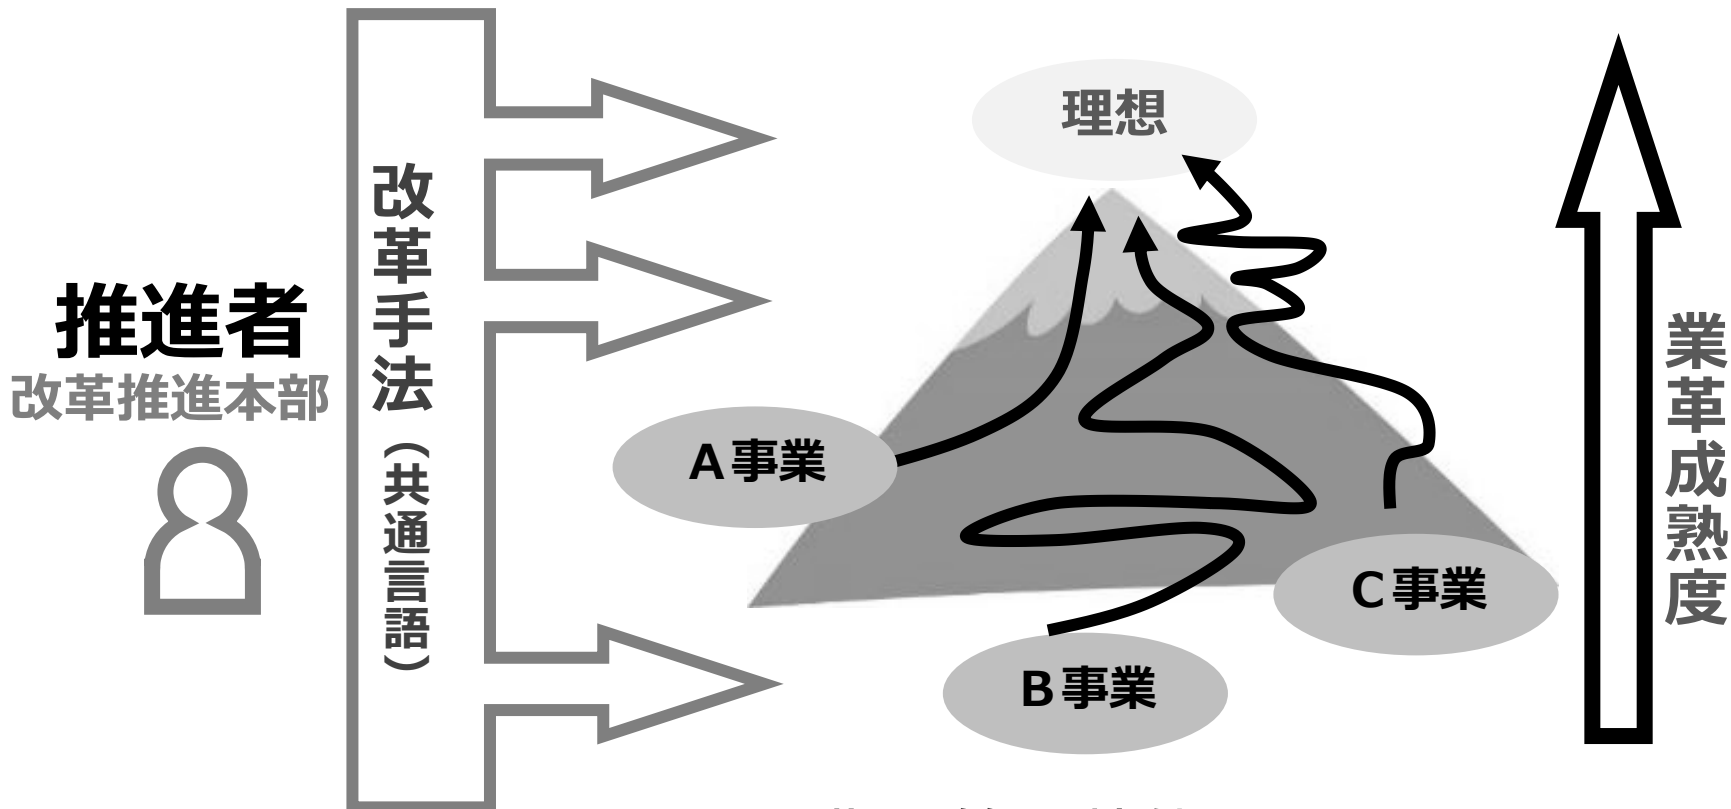 推進者
改革推進本部
改革手法（共通言語）
理想
A事業
B事業
C事業
業革成熟度